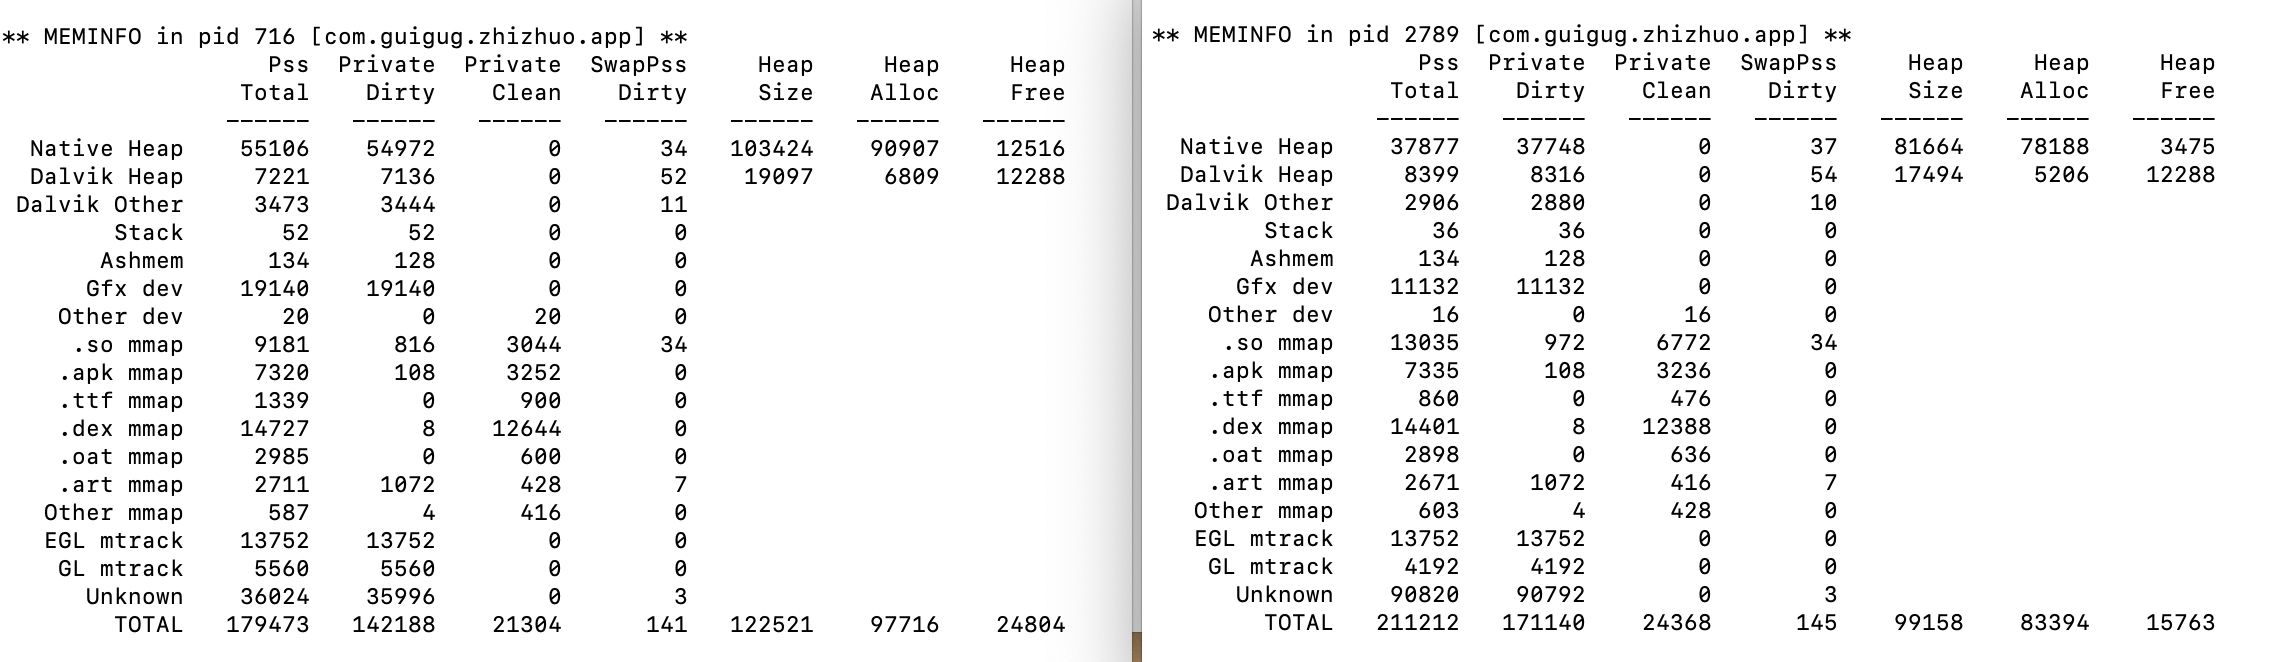 ** MEMINFO in pid 716 [com.guigug.zhizhuo.app] **
Pss Private Private SwapPss Heap Heap Heap
Total Dirty Clean Dirty Size Alloc Free
------ ------ ------ ------ ------ ------ ------
Native Heap 55106 54972 0 34 103424 90907 12516
Dalvik Heap 7221 7136 0 52 19097 6809 12288
Dalvik Other 3473 3444 0 11
Stack 52 52 0 0
Ashmem 134 128 0 0
Gfx dev 19140 19140 0 0
Other dev 20 0 20 0
.so mmap 9181 816 3044 34
.apk mmap 7320 108 3252 0
.ttf mmap 1339 0 900 0
.dex mmap 14727 8 12644 0
.oat mmap 2985 0 600 0
.art mmap 2711 1072 428 7
Other mmap 587 4 416 0
EGL mtrack 13752 13752 0 0
GL mtrack 5560 5560 0 0
Unknown 36024 35996 0 3
TOTAL 179473 142188 21304 141 122521 97716 24804
** MEMINFO in pid 2789 [com.guigug.zhizhuo.app] **
Pss Private Private SwapPss Heap Heap Heap
Total Dirty Clean Dirty Size Alloc Free
------ ------ ------ ------ ------ ------ ------
Native Heap 37877 37748 0 37 81664 78188 3475
Dalvik Heap 8399 8316 0 54 17494 5206 12288
Dalvik Other 2906 2880 0 10
Stack 36 36 0 0
Ashmem 134 128 0 0
Gfx dev 11132 11132 0 0
Other dev 16 0 16 0
.so mmap 13035 972 6772 34
.apk mmap 7335 108 3236 0
.ttf mmap 860 0 476 0
.dex mmap 14401 8 12388 0
.oat mmap 2898 0 636 0
.art mmap 2671 1072 416 7
Other mmap 603 4 428 0
EGL mtrack 13752 13752 0 0
GL mtrack 4192 4192 0 0
Unknown 90820 90792 0 3
TOTAL 211212 171140 24368 145 99158 83394 15763